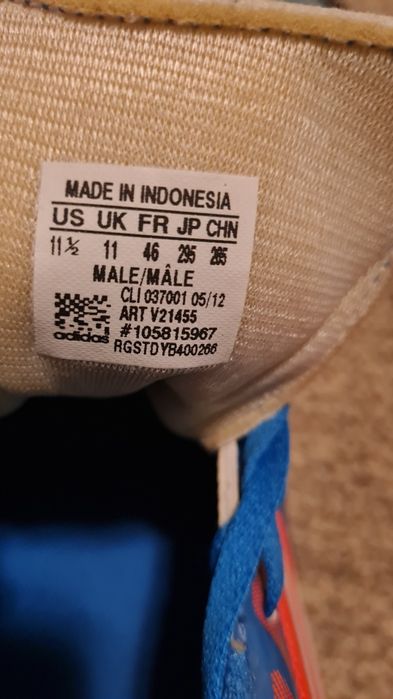 MADE IN INDONESIA
US UK FR JP CHN
11½ 11 46 295 285
MALE/MÂLE
CLI 037001 05/12
ART V21455
#105815967
adidas RGSTDYB400266